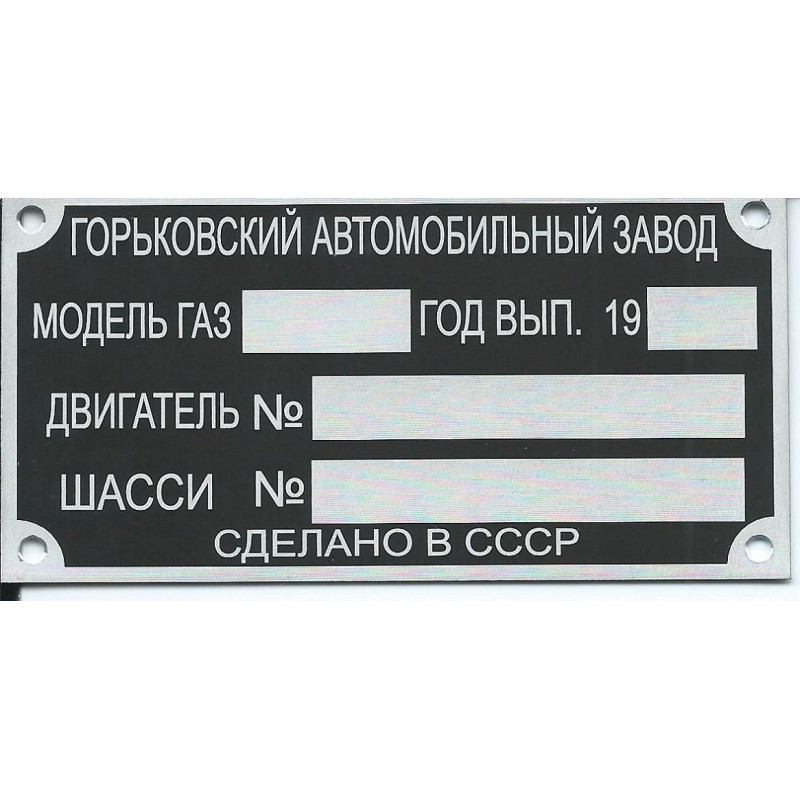 ГОРЬКОВСКИЙ АВТОМОБИЛЬНЫЙ ЗАВОД
МОДЕЛЬ ГАЗ ГОД ВЫП. 19
ДВИГАТЕЛЬ №
ШАССИ №
СДЕЛАНО В СССР